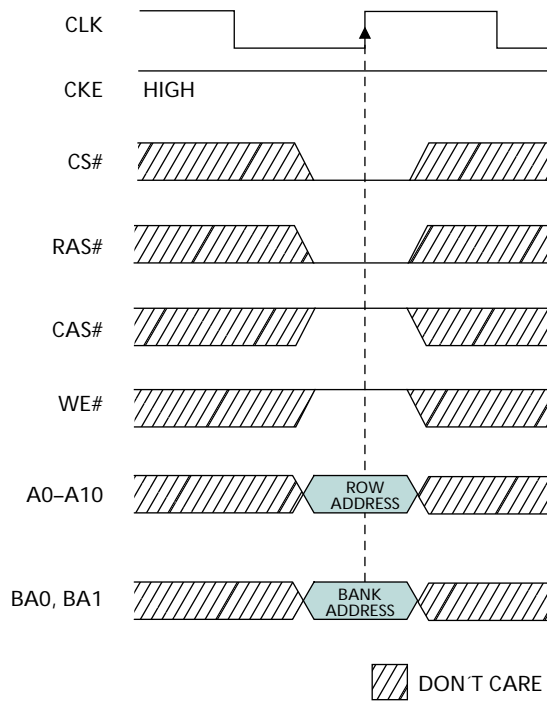 CLK
CKE HIGH
CS#
RAS#
CAS#
WE#
A0–A10 ROW
ADDRESS
BA0, BA1 BANK
ADDRESS
DON´T CARE